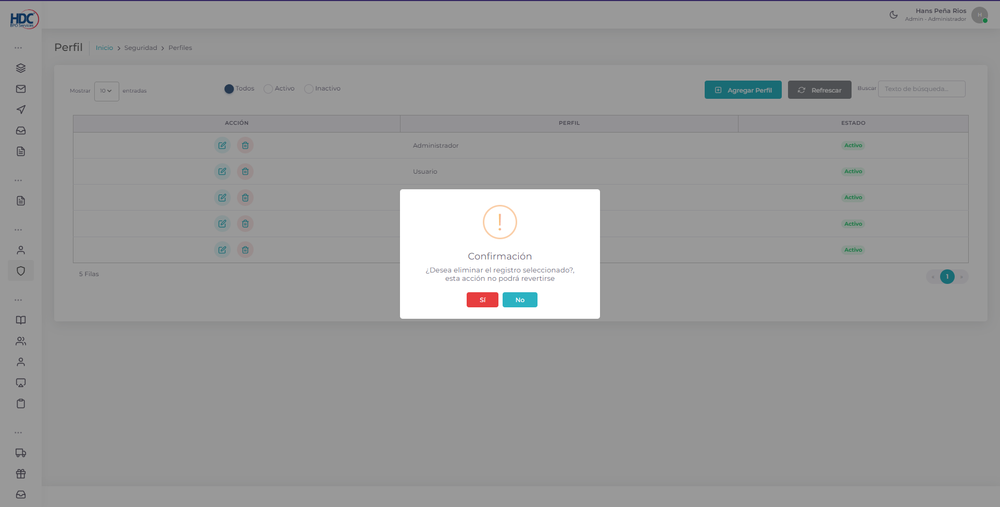 HDC
BPO Services
Hans Peña Rios
Admin - Administrador
H
Perfil
Inicio > Seguridad > Perfiles
Mostrar 10 entradas
Todos Activo Inactivo
Agregar Perfil
Refrescar
Buscar Texto de búsqueda...
ACCIÓN PERFIL ESTADO
Administrador Activo
Usuario Activo
Activo
Activo
Activo
5 Filas
« 1 »
!
Confirmación
¿Desea eliminar el registro seleccionado?,
esta acción no podrá revertirse
Sí No